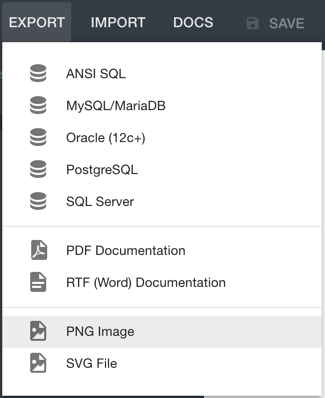 EXPORT IMPORT DOCS SAVE
ANSI SQL
MySQL/MariaDB
Oracle (12c+)
PostgreSQL
SQL Server
PDF Documentation
RTF (Word) Documentation
PNG Image
SVG File